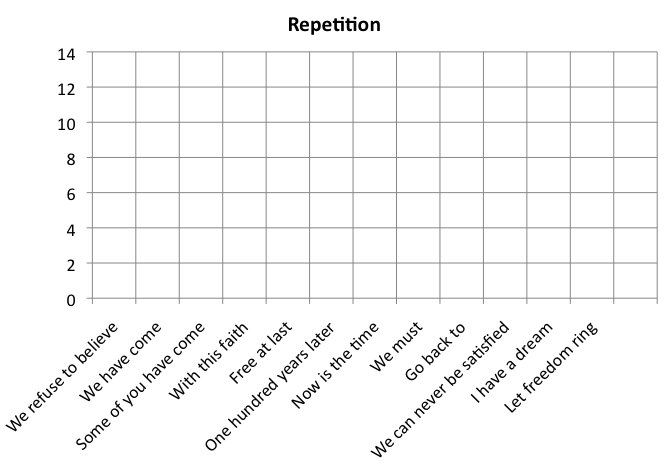 Repetition
14
12
10
8
6
4
2
0
We refuse to believe
We have come
Some of you have come
With this faith
Free at last
One hundred years later
Now is the time
We must
Go back to
We can never be satisfied
I have a dream
Let freedom ring